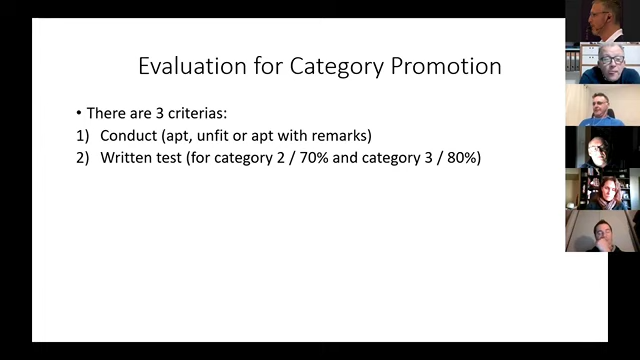 Evaluation for Category Promotion
• There are 3 criterias:
1) Conduct (apt, unfit or apt with remarks)
2) Written test (for category 2 / 70% and category 3 / 80%)